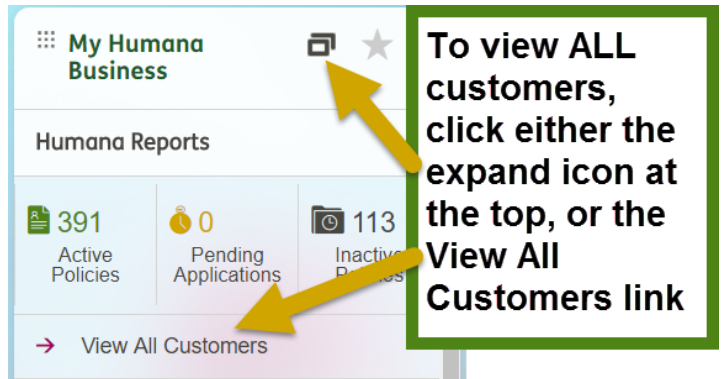 My Humana
Business
Humana Reports
391
Active
Policies
0
Pending
Applications
113
Inactive
Policies
View All Customers
To view ALL
customers,
click either the
expand icon at
the top, or the
View All
Customers link